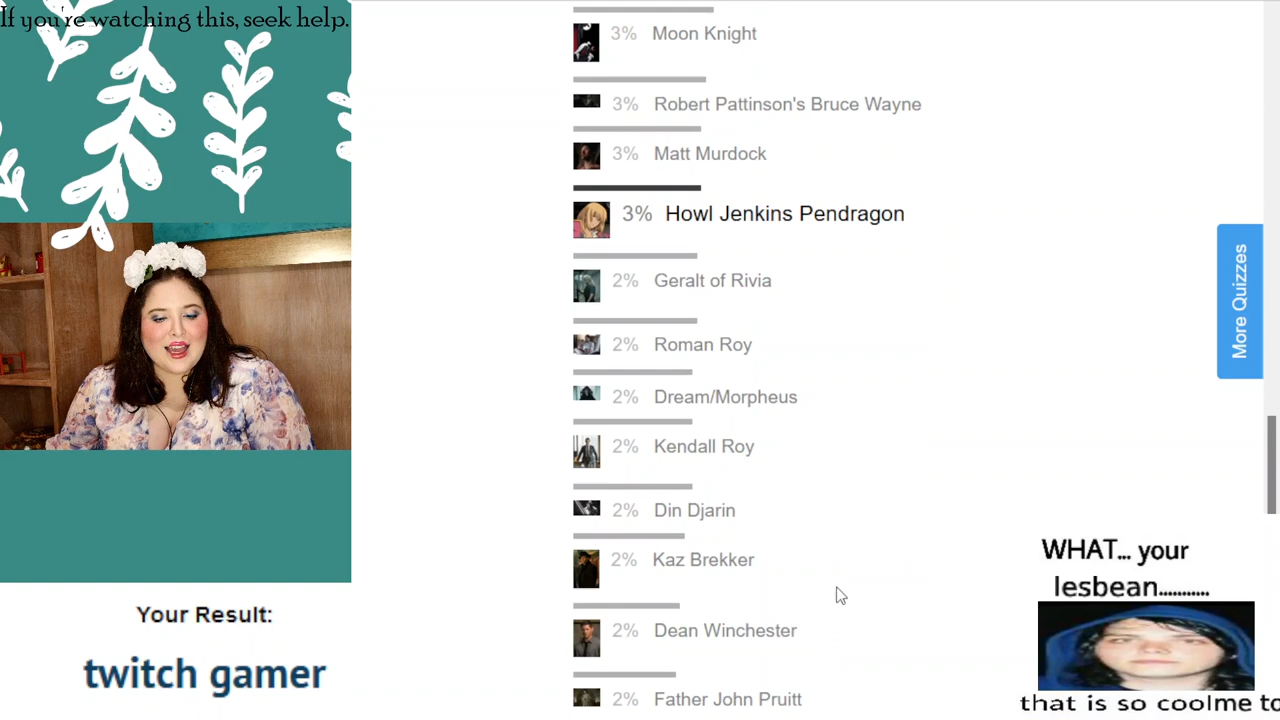 If you're watching this, seek help.
3% Moon Knight
3% Robert Pattinson's Bruce Wayne
3% Matt Murdock
3% Howl Jenkins Pendragon
2% Geralt of Rivia
2% Roman Roy
2% Dream/Morpheus
2% Kendall Roy
2% Din Djarin
2% Kaz Brekker
2% Dean Winchester
2% Father John Pruitt
More Quizzes
Your Result:
twitch gamer
WHAT... your
lesbean...........
that is so coolme to